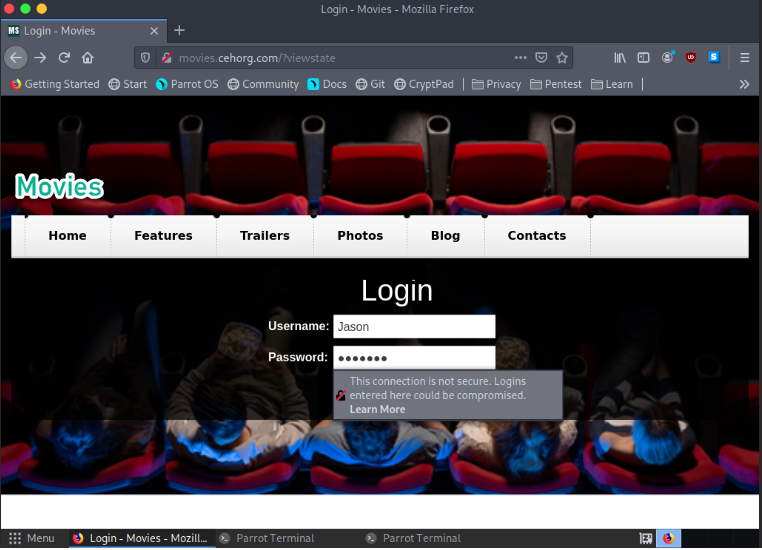 Login - Movies - Mozilla Firefox
MS Login - Movies
movies.cehorg.com/?viewstate
Getting Started Start Parrot OS Community Docs Git CryptPad Privacy Pentest Learn
Movies
Home Features Trailers Photos Blog Contacts
Login
Username: Jason
Password: •••••••
This connection is not secure. Logins
entered here could be compromised.
Learn More
Menu Login - Movies - Mozill... Parrot Terminal Parrot Terminal